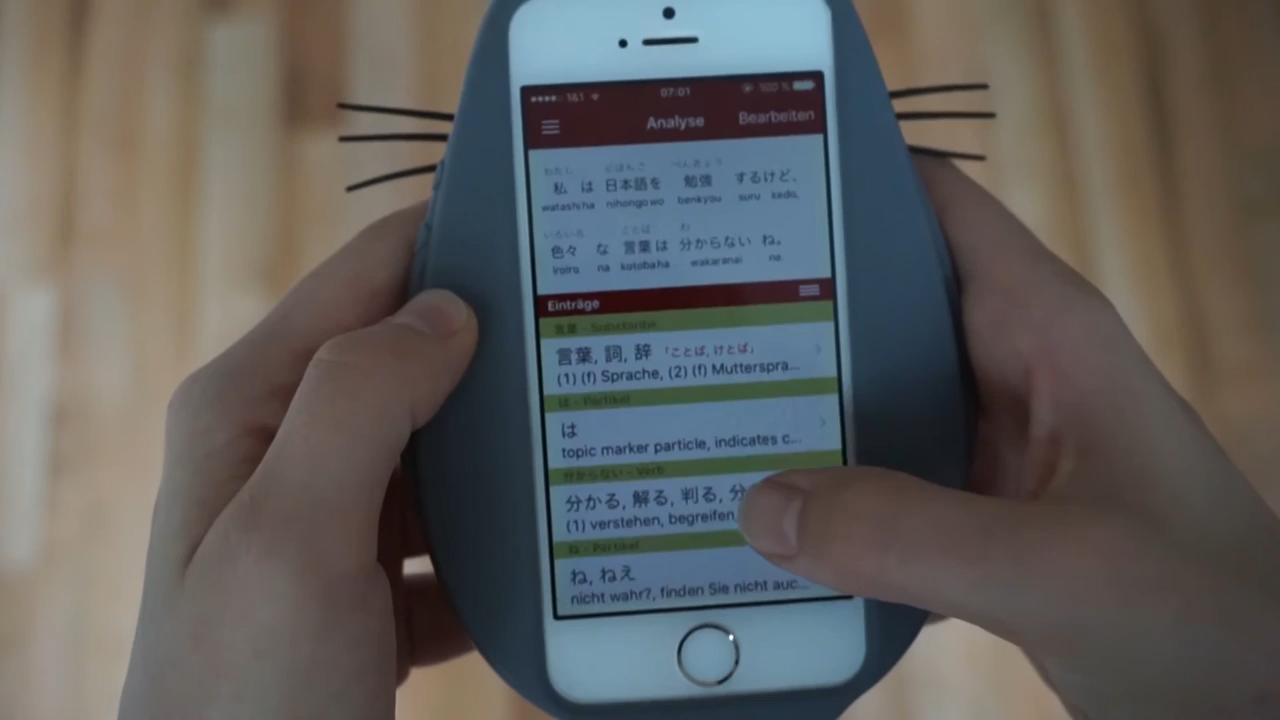 1&1 07:01 100 %
Analyse Bearbeiten
わたし にほんご べんきょう
私 は 日本語を 勉強 するけど、
watashi ha nihongo wo benkyou suru kedo,
いろいろ ことば わ
色々 な 言葉は 分からない ね。
iroiro na kotoba ha wakaranai ne
Einträge
言葉 - Substantiv
言葉, 詞, 辞 「ことば, けとば」
(1) (f) Sprache, (2) (f) Mutterspra...
は - Partikel
は
topic marker particle, indicates c...
分からない - Verb
分かる, 解る, 判る, 分
(1) verstehen, begreifen,
ね - Partikel
ね, ねえ
nicht wahr?, finden Sie nicht auc...